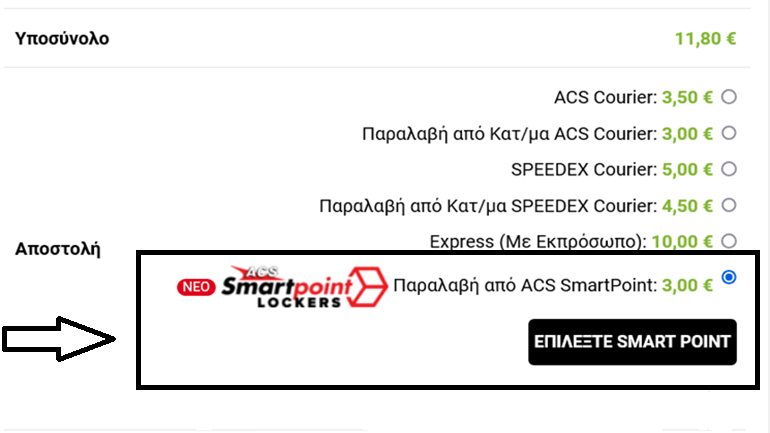 Υποσύνολο 11,80 €
ACS Courier: 3,50 €
Παραλαβή από Κατ/μα ACS Courier: 3,00 €
SPEEDEX Courier: 5,00 €
Παραλαβή από Κατ/μα SPEEDEX Courier: 4,50 €
Αποστολή
Express (Με Εκπρόσωπο): 10,00 €
ΝΕΟ ACS Smartpoint LOCKERS Παραλαβή από ACS SmartPoint: 3,00 €
ΕΠΙΛΕΞΤΕ SMART POINT